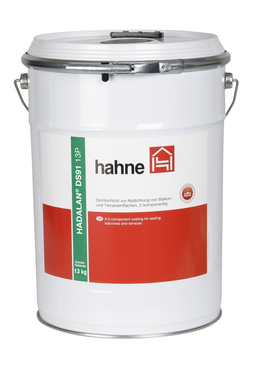 hahne
HADALAN® DS91 13P
Dichtschicht zur Abdichtung von Balkon-
und Terrassenflächen, 2-komponentig
A 2-component coating for sealing
balconies and terraces
13 kg